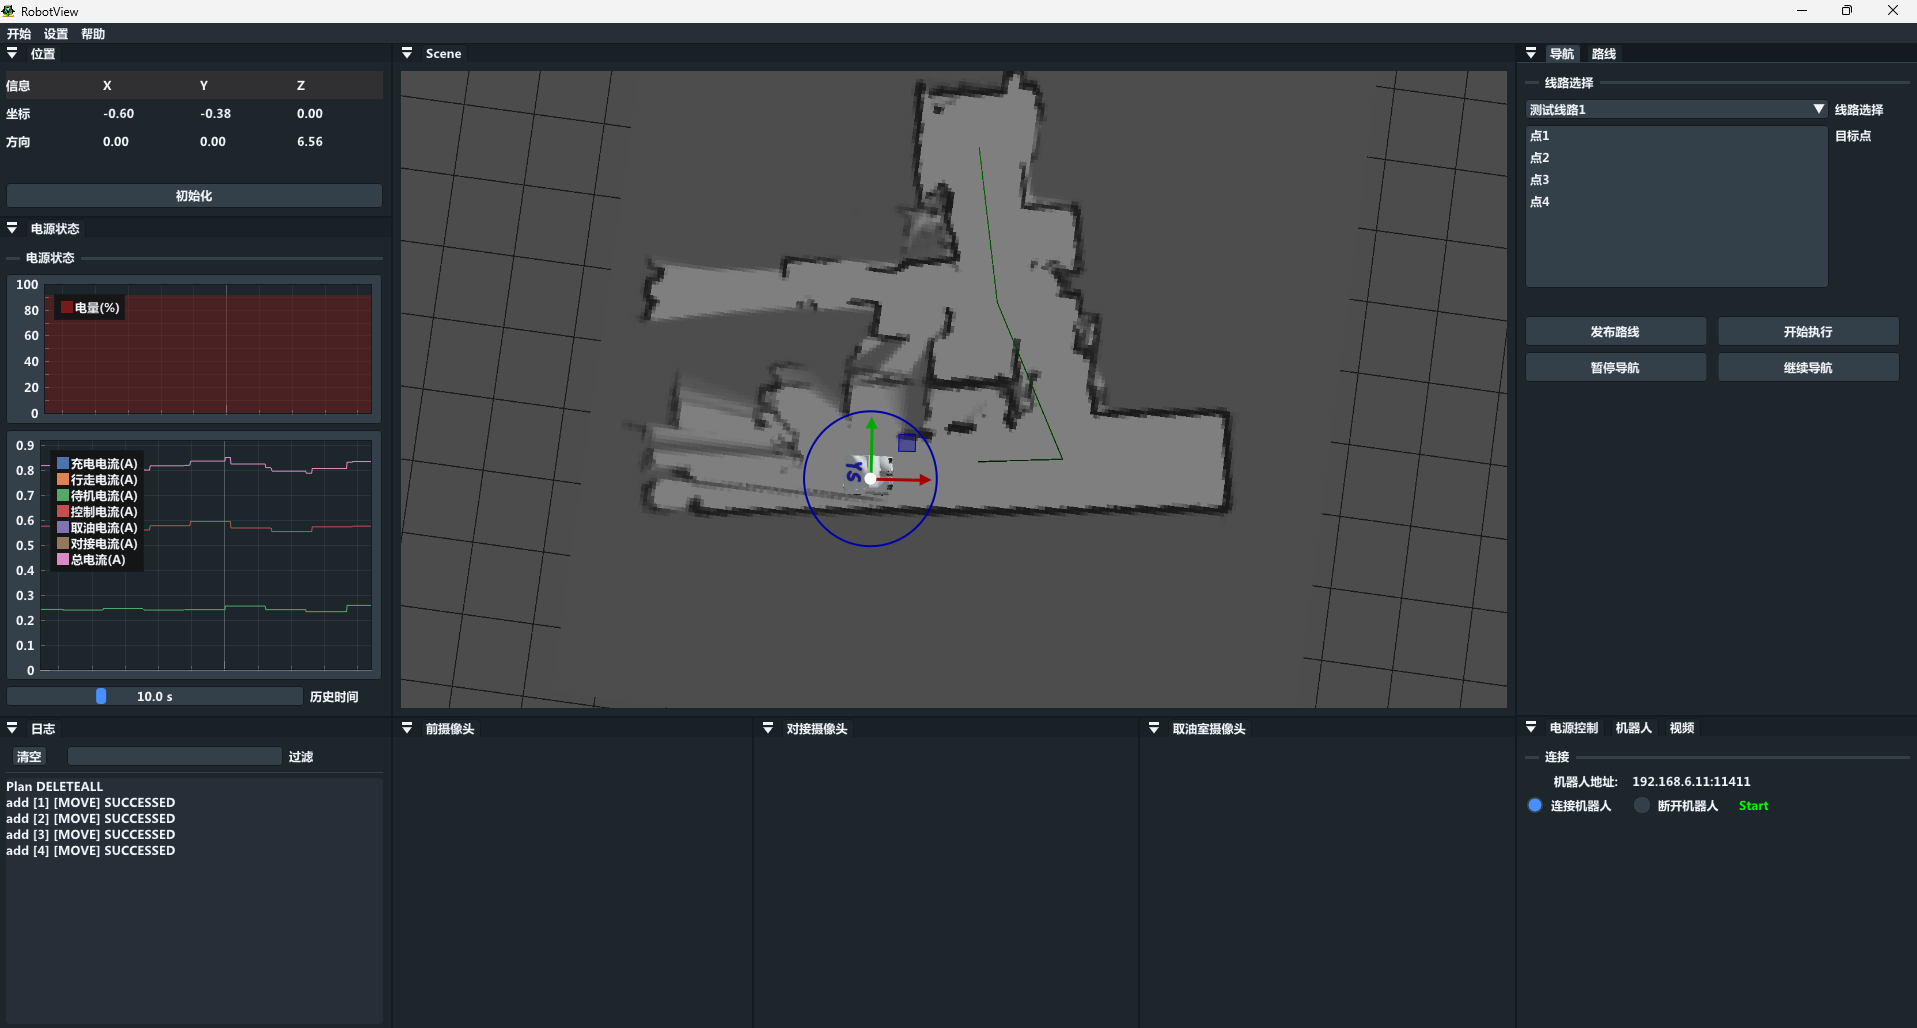 RobotView
开始 设置 帮助
位置
信息 X Y Z
坐标 -0.60 -0.38 0.00
方向 0.00 0.00 6.56
初始化
电源状态
电源状态
100
80
60
40
20
0
电量(%)
0.9
0.8
0.7
0.6
0.5
0.4
0.3
0.2
0.1
0
充电电流(A)
行走电流(A)
待机电流(A)
控制电流(A)
取油电流(A)
对接电流(A)
总电流(A)
10.0 s 历史时间
日志
清空 过滤
Plan DELETEALL
add [1] [MOVE] SUCCESSED
add [2] [MOVE] SUCCESSED
add [3] [MOVE] SUCCESSED
add [4] [MOVE] SUCCESSED
Scene
YS
前摄像头
对接摄像头
取油室摄像头
导航 路线
线路选择
测试线路1 线路选择
点1 目标点
点2
点3
点4
发布路线 开始执行
暂停导航 继续导航
电源控制 机器人 视频
连接
机器人地址: 192.168.6.11:11411
连接机器人 断开机器人 Start